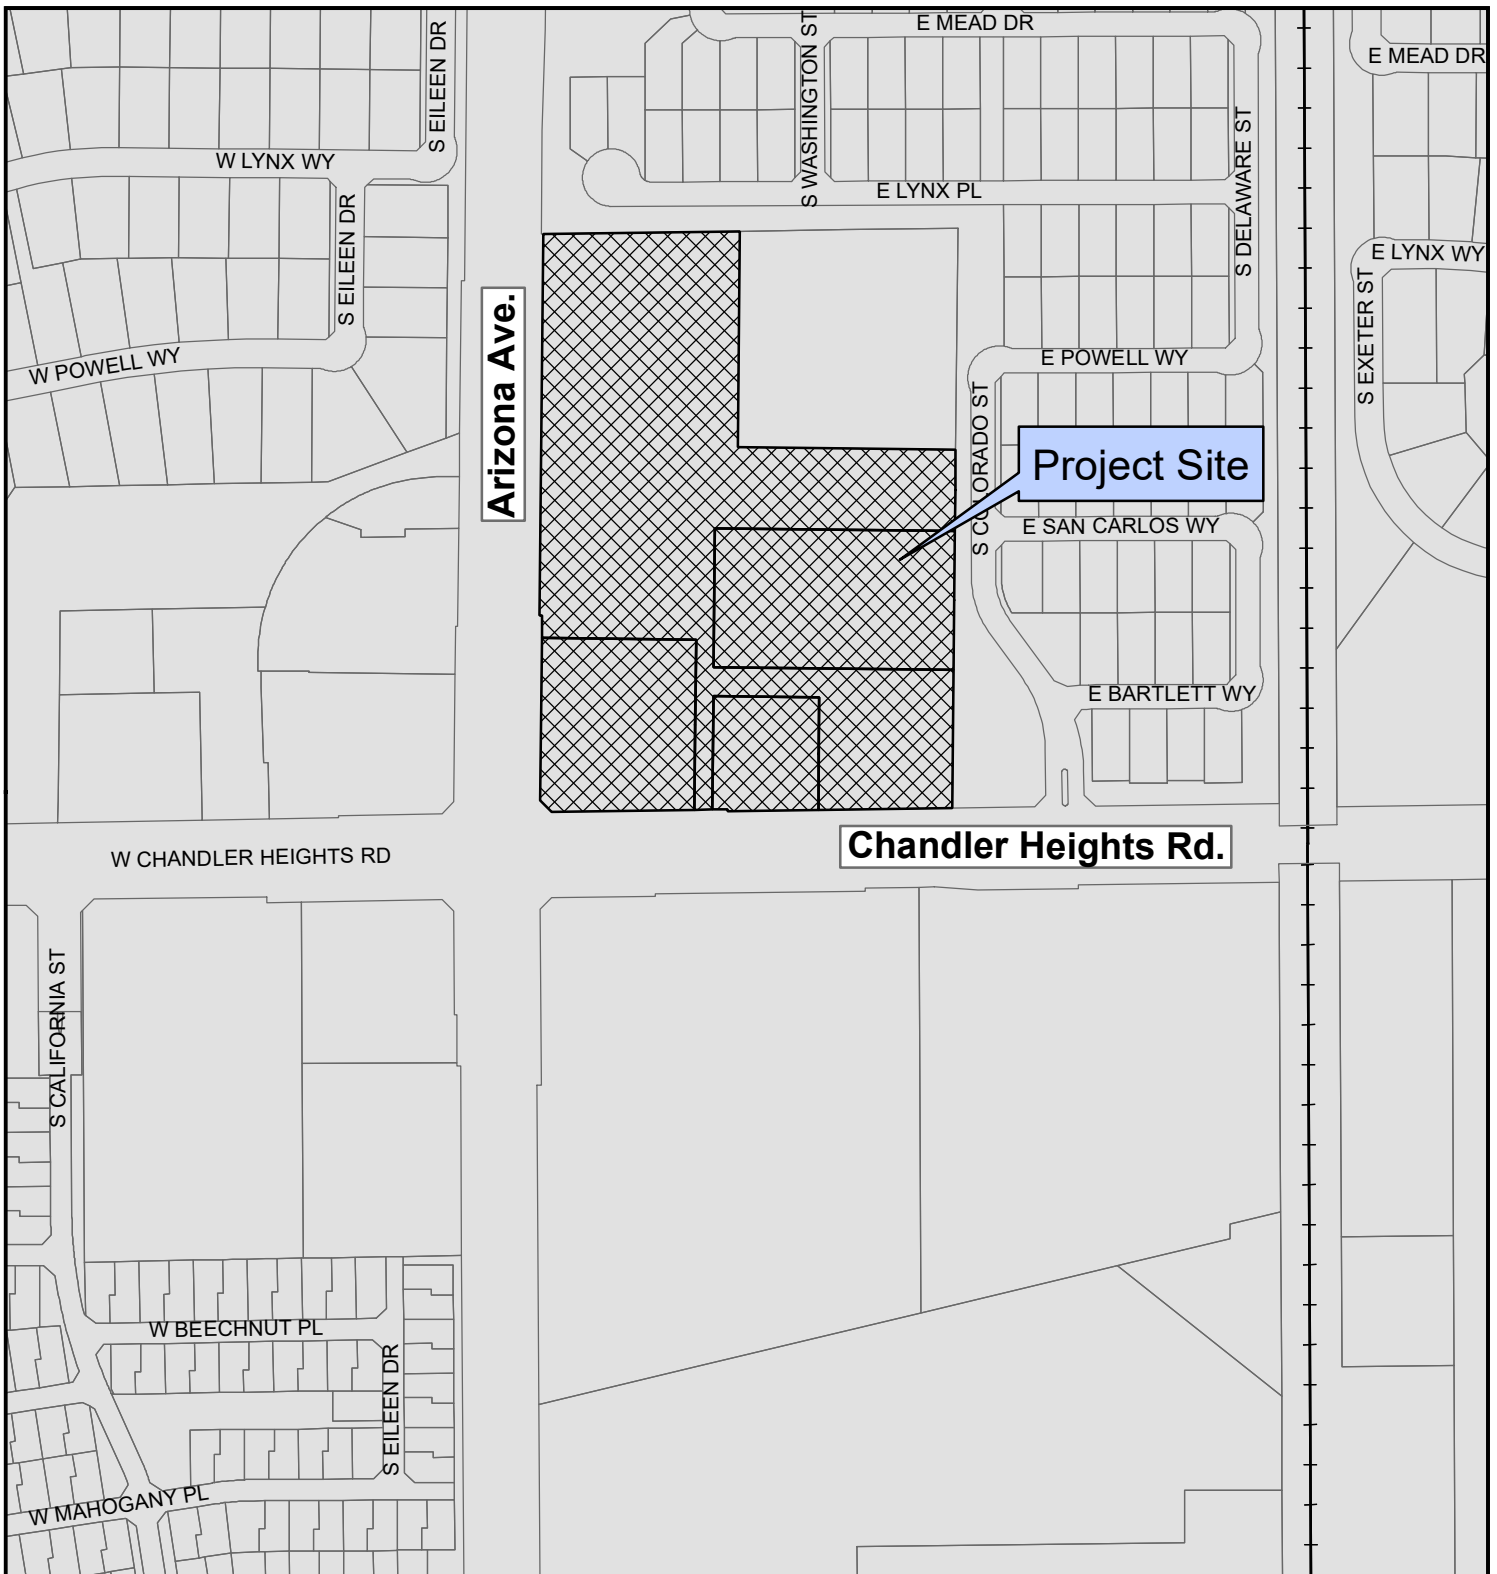 E MEAD DR
E MEAD DR
S EILEEN DR
S WASHINGTON ST
W LYNX WY
E LYNX PL
S DELAWARE ST
S EILEEN DR
E LYNX WY
S EXETER ST
Arizona Ave.
W POWELL WY
E POWELL WY
S COLORADO ST
Project Site
E SAN CARLOS WY
E BARTLETT WY
Chandler Heights Rd.
W CHANDLER HEIGHTS RD
S CALIFORNIA ST
W BEECHNUT PL
S EILEEN DR
W MAHOGANY PL